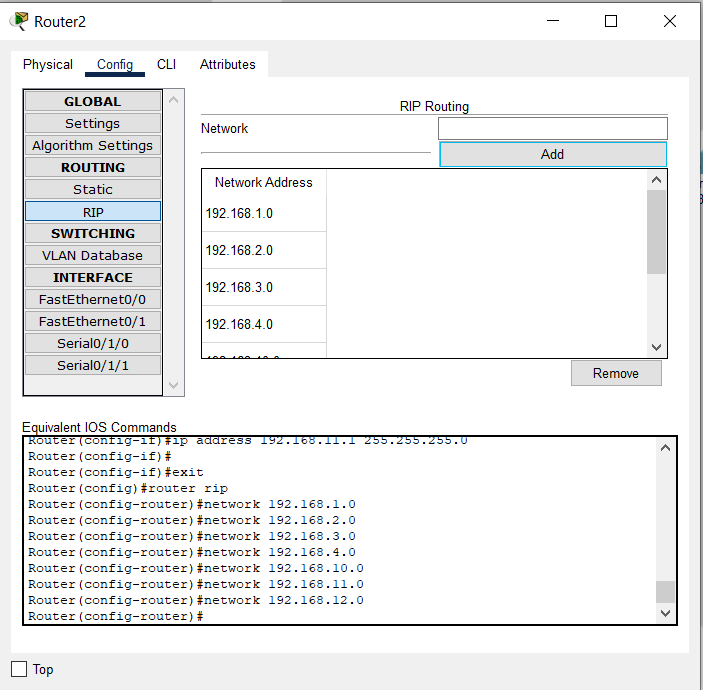 Router2
Physical Config CLI Attributes
GLOBAL
Settings
Algorithm Settings
ROUTING
Static
RIP
SWITCHING
VLAN Database
INTERFACE
FastEthernet0/0
FastEthernet0/1
Serial0/1/0
Serial0/1/1
RIP Routing
Network
Add
Network Address
192.168.1.0
192.168.2.0
192.168.3.0
192.168.4.0
Remove
Equivalent IOS Commands
Router(config-if)#ip address 192.168.11.1 255.255.255.0
Router(config-if)#
Router(config-if)#exit
Router(config)#router rip
Router(config-router)#network 192.168.1.0
Router(config-router)#network 192.168.2.0
Router(config-router)#network 192.168.3.0
Router(config-router)#network 192.168.4.0
Router(config-router)#network 192.168.10.0
Router(config-router)#network 192.168.11.0
Router(config-router)#network 192.168.12.0
Router(config-router)#
Top